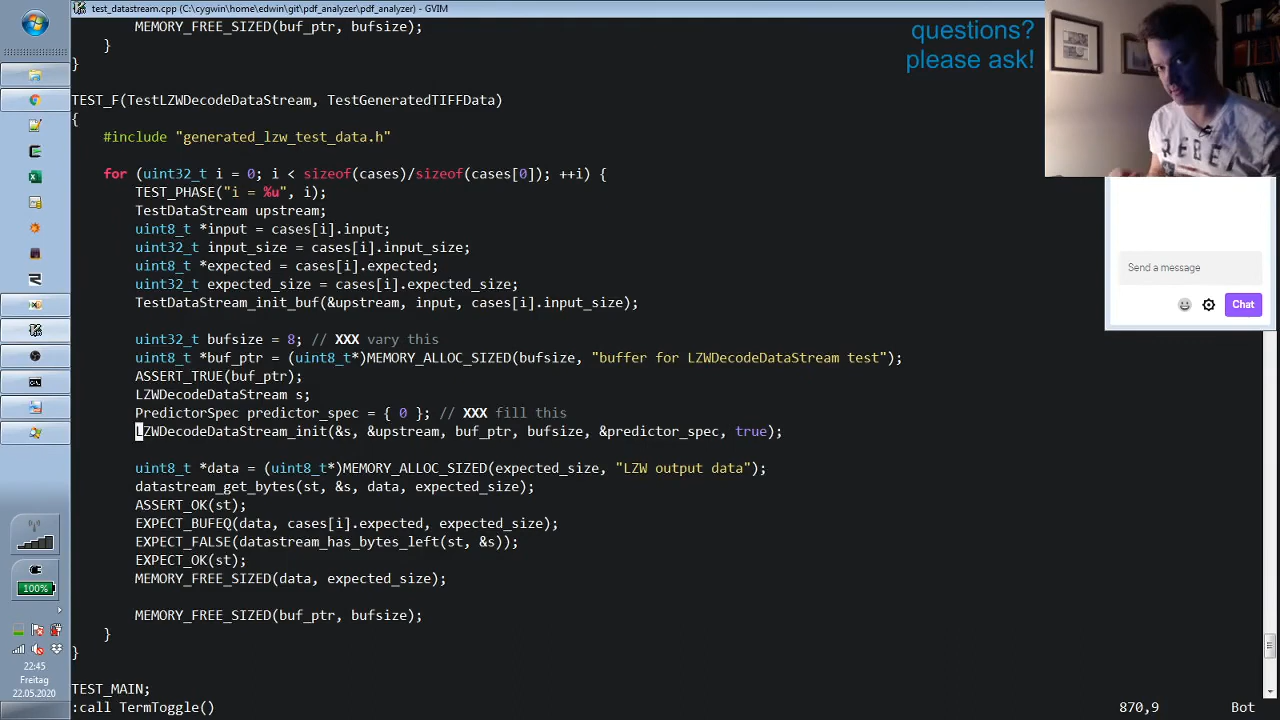 test_datastream.cpp (C:\cygwin\home\edwin\git\pdf_analyzer\pdf_analyzer) - GVIM
MEMORY_FREE_SIZED(buf_ptr, bufsize);
}
}
TEST_F(TestLZWDecodeDataStream, TestGeneratedTIFFData)
{
#include "generated_lzw_test_data.h"
for (uint32_t i = 0; i < sizeof(cases)/sizeof(cases[0]); ++i) {
TEST_PHASE("i = %u", i);
TestDataStream upstream;
uint8_t *input = cases[i].input;
uint32_t input_size = cases[i].input_size;
uint8_t *expected = cases[i].expected;
uint32_t expected_size = cases[i].expected_size;
TestDataStream_init_buf(&upstream, input, cases[i].input_size);
uint32_t bufsize = 8; // XXX vary this
uint8_t *buf_ptr = (uint8_t*)MEMORY_ALLOC_SIZED(bufsize, "buffer for LZWDecodeDataStream test");
ASSERT_TRUE(buf_ptr);
LZWDecodeDataStream s;
PredictorSpec predictor_spec = { 0 }; // XXX fill this
LZWDecodeDataStream_init(&s, &upstream, buf_ptr, bufsize, &predictor_spec, true);
uint8_t *data = (uint8_t*)MEMORY_ALLOC_SIZED(expected_size, "LZW output data");
datastream_get_bytes(st, &s, data, expected_size);
ASSERT_OK(st);
EXPECT_BUFEQ(data, cases[i].expected, expected_size);
EXPECT_FALSE(datastream_has_bytes_left(st, &s));
EXPECT_OK(st);
MEMORY_FREE_SIZED(data, expected_size);
MEMORY_FREE_SIZED(buf_ptr, bufsize);
}
}
TEST_MAIN;
:call TermToggle()
870,9
Bot
questions?
please ask!
Send a message
Chat
100%
22:45
Freitag
22.05.2020